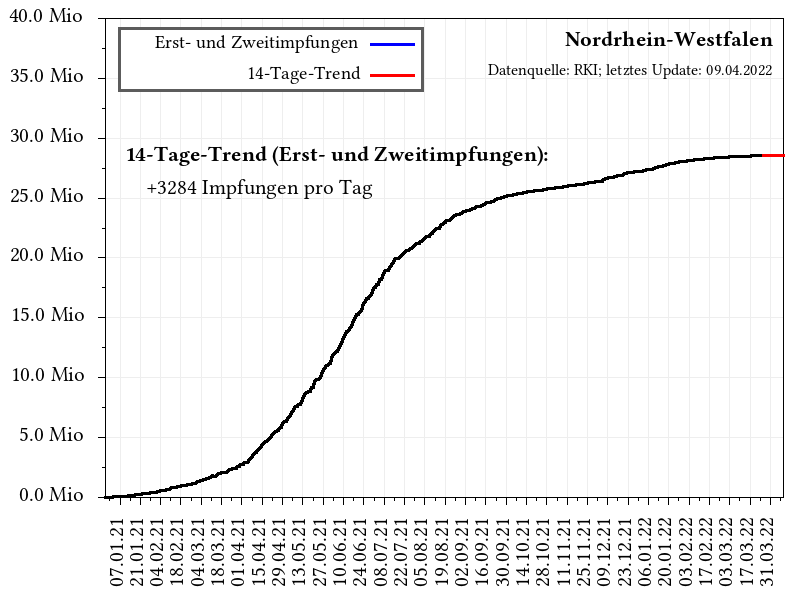 40.0 Mio
35.0 Mio
30.0 Mio
25.0 Mio
20.0 Mio
15.0 Mio
10.0 Mio
5.0 Mio
0.0 Mio
Erst- und Zweitimpfungen
14-Tage-Trend
Nordrhein-Westfalen
Datenquelle: RKI; letztes Update: 09.04.2022
14-Tage-Trend (Erst- und Zweitimpfungen):
+3284 Impfungen pro Tag
07.01.21
21.01.21
04.02.21
18.02.21
04.03.21
18.03.21
01.04.21
15.04.21
29.04.21
13.05.21
27.05.21
10.06.21
24.06.21
08.07.21
22.07.21
05.08.21
19.08.21
02.09.21
16.09.21
30.09.21
14.10.21
28.10.21
11.11.21
25.11.21
09.12.21
23.12.21
06.01.22
20.01.22
03.02.22
17.02.22
03.03.22
17.03.22
31.03.22